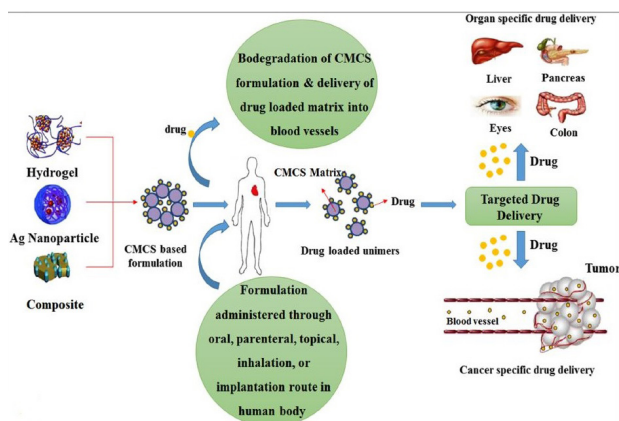 Organ specific drug delivery
Bodegradation of CMCS
formulation & delivery of
drug loaded matrix into
blood vessels
Liver
Pancreas
drug
Eyes
Colon
Hydrogel
CMCS Matrix
Drug
Ag Nanoparticle
Drug
Targeted Drug
Delivery
CMCS based
formulation
Drug loaded unimers
Drug
Composite
Tumor
Formulation
administered through
oral, parenteral, topical,
inhalation, or
implantation route in
human body
Blood vessel
Cancer specific drug delivery